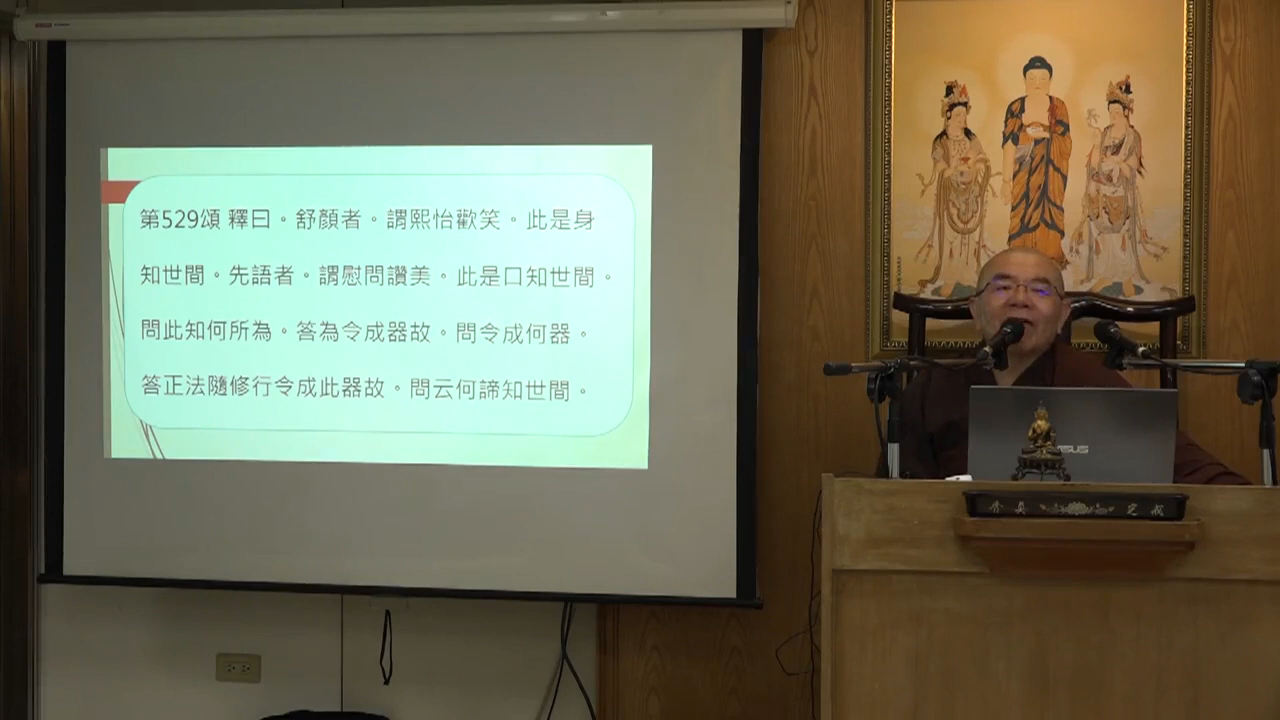 第529頌 釋曰。舒顏者。謂熙怡歡笑。此是身
知世間。先語者。謂慰問讚美。此是口知世間。
問此知何所為。答為令成器故。問令成何器。
答正法隨修行令成此器故。問云何諦知世間。
ASUS